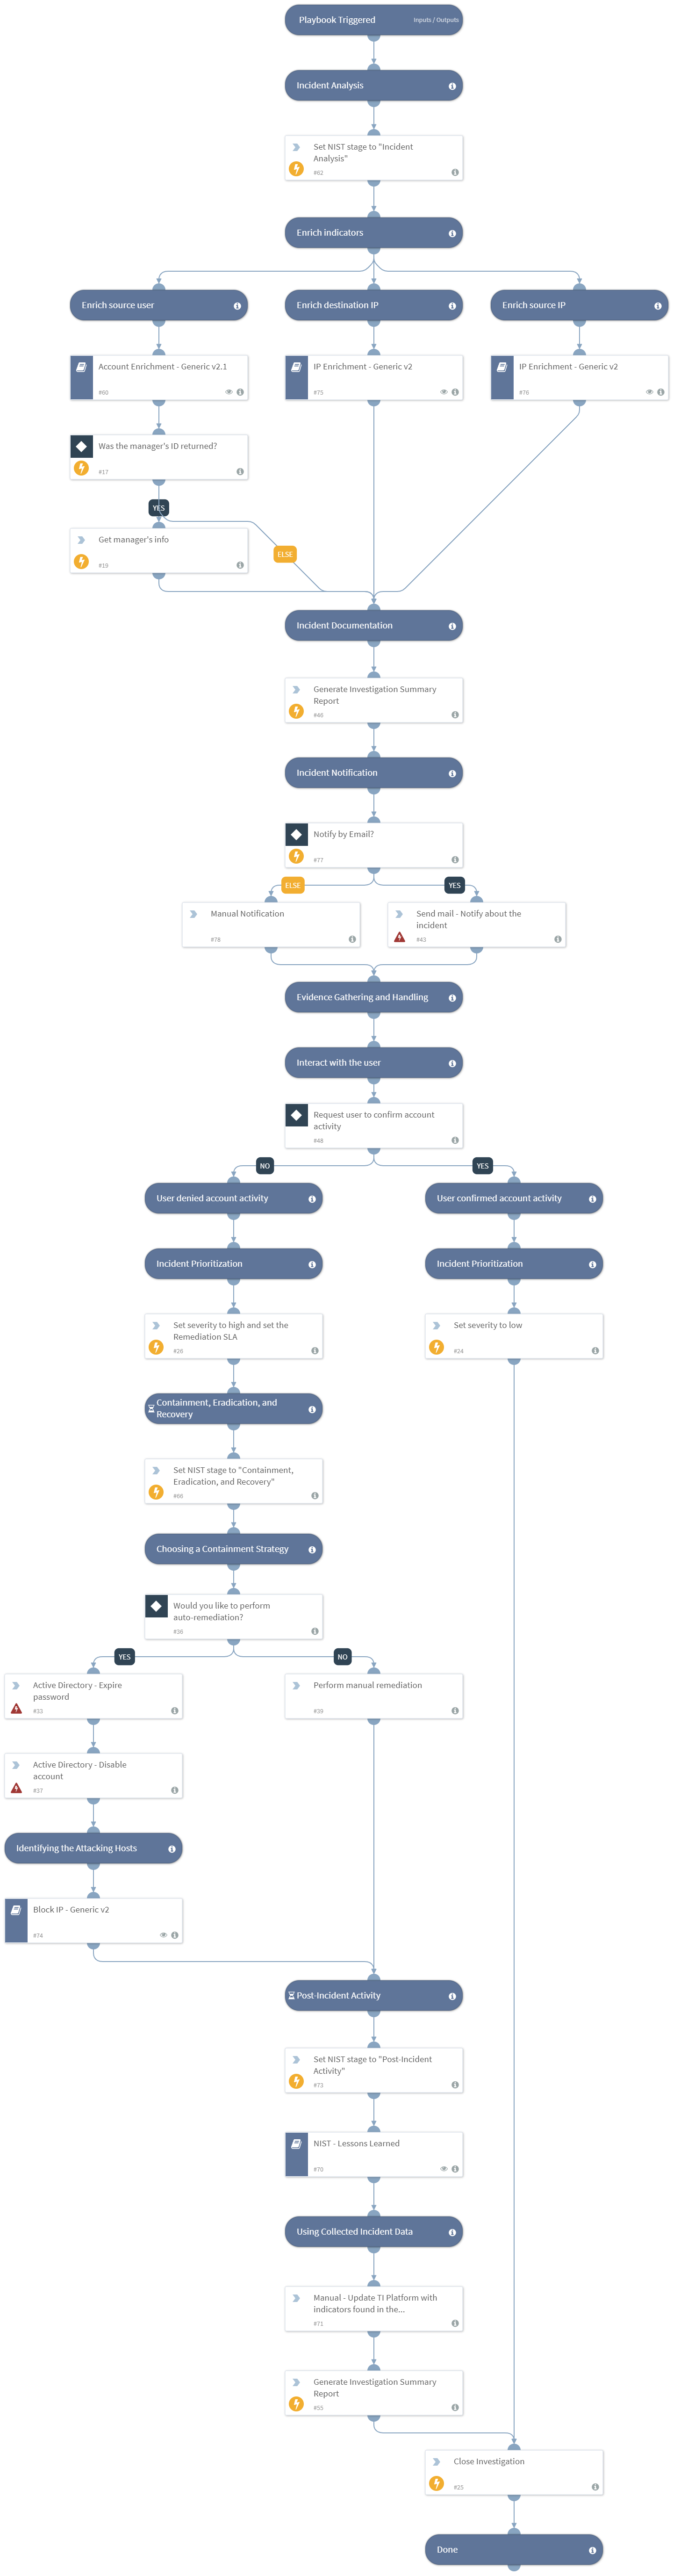 Playbook Triggered
Inputs / Outputs
Incident Analysis
Set NIST stage to "Incident
Analysis"
#62
Enrich indicators
Enrich source user
Enrich destination IP
Enrich source IP
Account Enrichment - Generic v2.1
#60
IP Enrichment - Generic v2
#75
IP Enrichment - Generic v2
#76
Was the manager's ID returned?
#17
YES
ELSE
Get manager's info
#19
Incident Documentation
Generate Investigation Summary
Report
#46
Incident Notification
Notify by Email?
#77
ELSE
YES
Manual Notification
#78
Send mail - Notify about the
incident
#43
Evidence Gathering and Handling
Interact with the user
Request user to confirm account
activity
#48
NO
YES
User denied account activity
User confirmed account activity
Incident Prioritization
Incident Prioritization
Set severity to high and set the
Remediation SLA
#26
Set severity to low
#24
Containment, Eradication, and
Recovery
Set NIST stage to "Containment,
Eradication, and Recovery"
#66
Choosing a Containment Strategy
Would you like to perform
auto-remediation?
#36
YES
NO
Active Directory - Expire
password
#33
Perform manual remediation
#39
Active Directory - Disable
account
#37
Identifying the Attacking Hosts
Block IP - Generic v2
#74
Post-Incident Activity
Set NIST stage to "Post-Incident
Activity"
#73
NIST - Lessons Learned
#70
Using Collected Incident Data
Manual - Update TI Platform with
indicators found in the...
#71
Generate Investigation Summary
Report
#55
Close Investigation
#25
Done